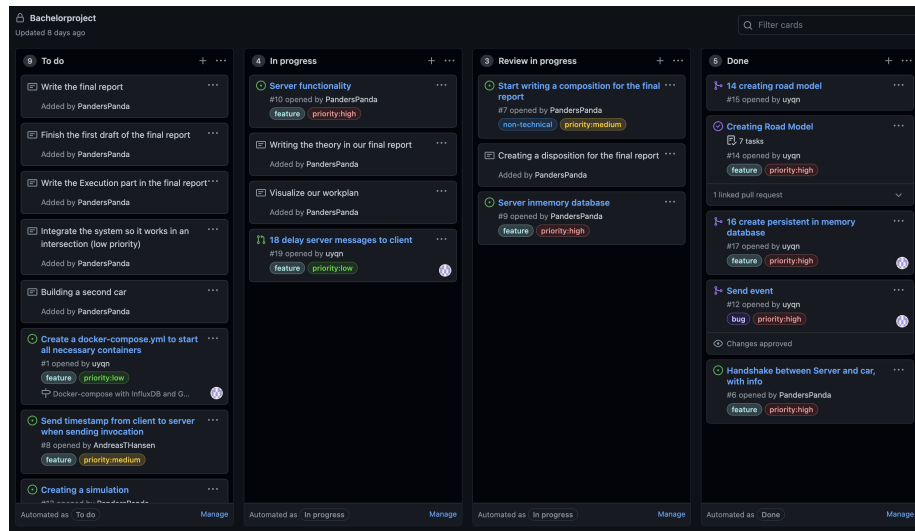 Bachelorproject
Updated 8 days ago
Filter cards
9 To do
Write the final report
Added by PandersPanda
Finish the first draft of the final report
Added by PandersPanda
Write the Execution part in the final report
Added by PandersPanda
Integrate the system so it works in an
intersection (low priority)
Added by PandersPanda
Building a second car
Added by PandersPanda
Create a docker-compose.yml to start
all necessary containers
#1 opened by uyqn
feature priority:low
Docker-compose with InfluxDB and G...
Send timestamp from client to server
when sending invocation
#8 opened by AndreasTHansen
feature priority:medium
Creating a simulation
Automated as To do Manage
4 In progress
Server functionality
#10 opened by PandersPanda
feature priority:high
Writing the theory in our final report
Added by PandersPanda
Visualize our workplan
Added by PandersPanda
18 delay server messages to client
#19 opened by uyqn
feature priority:low
Automated as In progress Manage
3 Review in progress
Start writing a composition for the final
report
#7 opened by PandersPanda
non-technical priority:medium
Creating a disposition for the final report
Added by PandersPanda
Server inmemory database
#9 opened by PandersPanda
feature priority:high
Automated as In progress Manage
5 Done
14 creating road model
#15 opened by uyqn
Creating Road Model
7 tasks
#14 opened by uyqn
feature priority:high
1 linked pull request
16 create persistent in memory
database
#17 opened by uyqn
feature priority:high
Send event
#12 opened by uyqn
bug priority:high
Changes approved
Handshake between Server and car,
with info
#6 opened by PandersPanda
feature priority:high
Automated as Done Manage